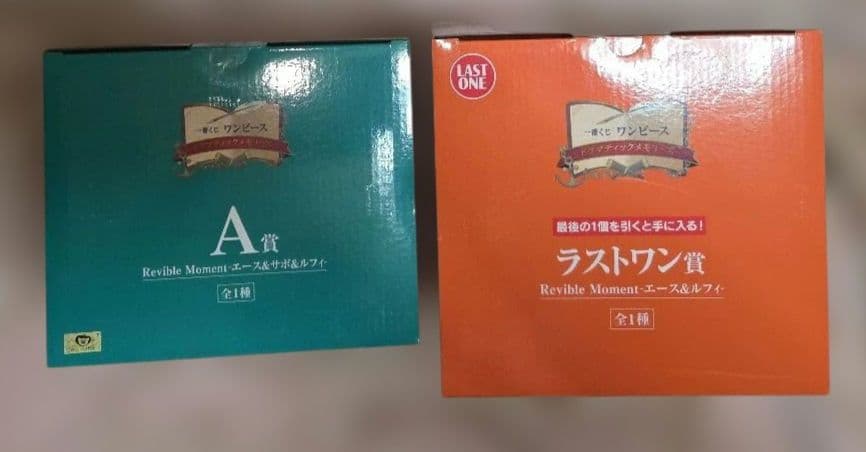 一番くじ ワンピース
ドラマティックメモリーズ
A賞
Revible Moment-エース&サボ&ルフィ-
全1種
LAST
ONE
一番くじ ワンピース
ドラマティックメモリーズ
最後の1個を引くと手に入る!
ラストワン賞
Revible Moment-エース&ルフィ-
全1種